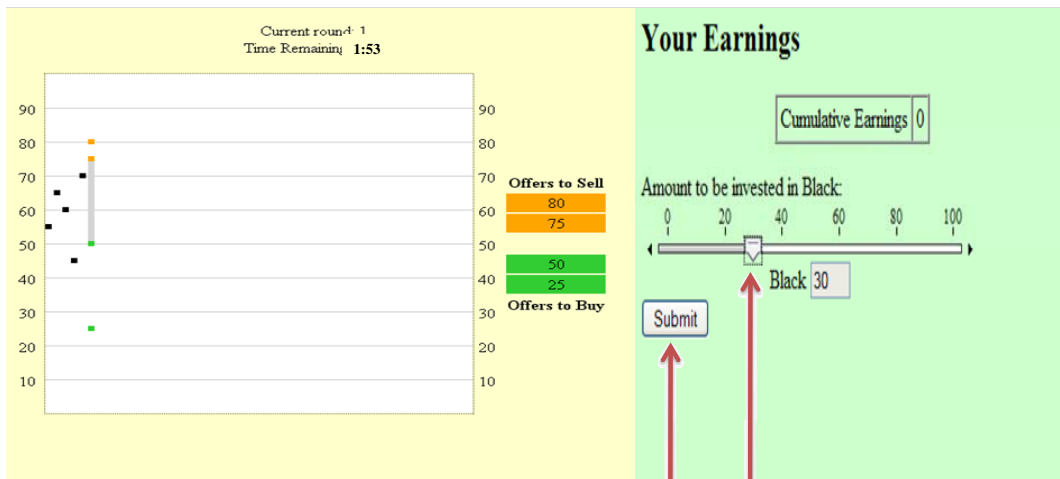 Current round: 1
Time Remaining 1:53
90
80
70
60
50
40
30
20
10
90
80
70
60
50
40
30
20
10
Offers to Sell
80
75
50
25
Offers to Buy
Your Earnings
Cumulative Earnings 0
Amount to be invested in Black:
0 20 40 60 80 100
Black 30
Submit